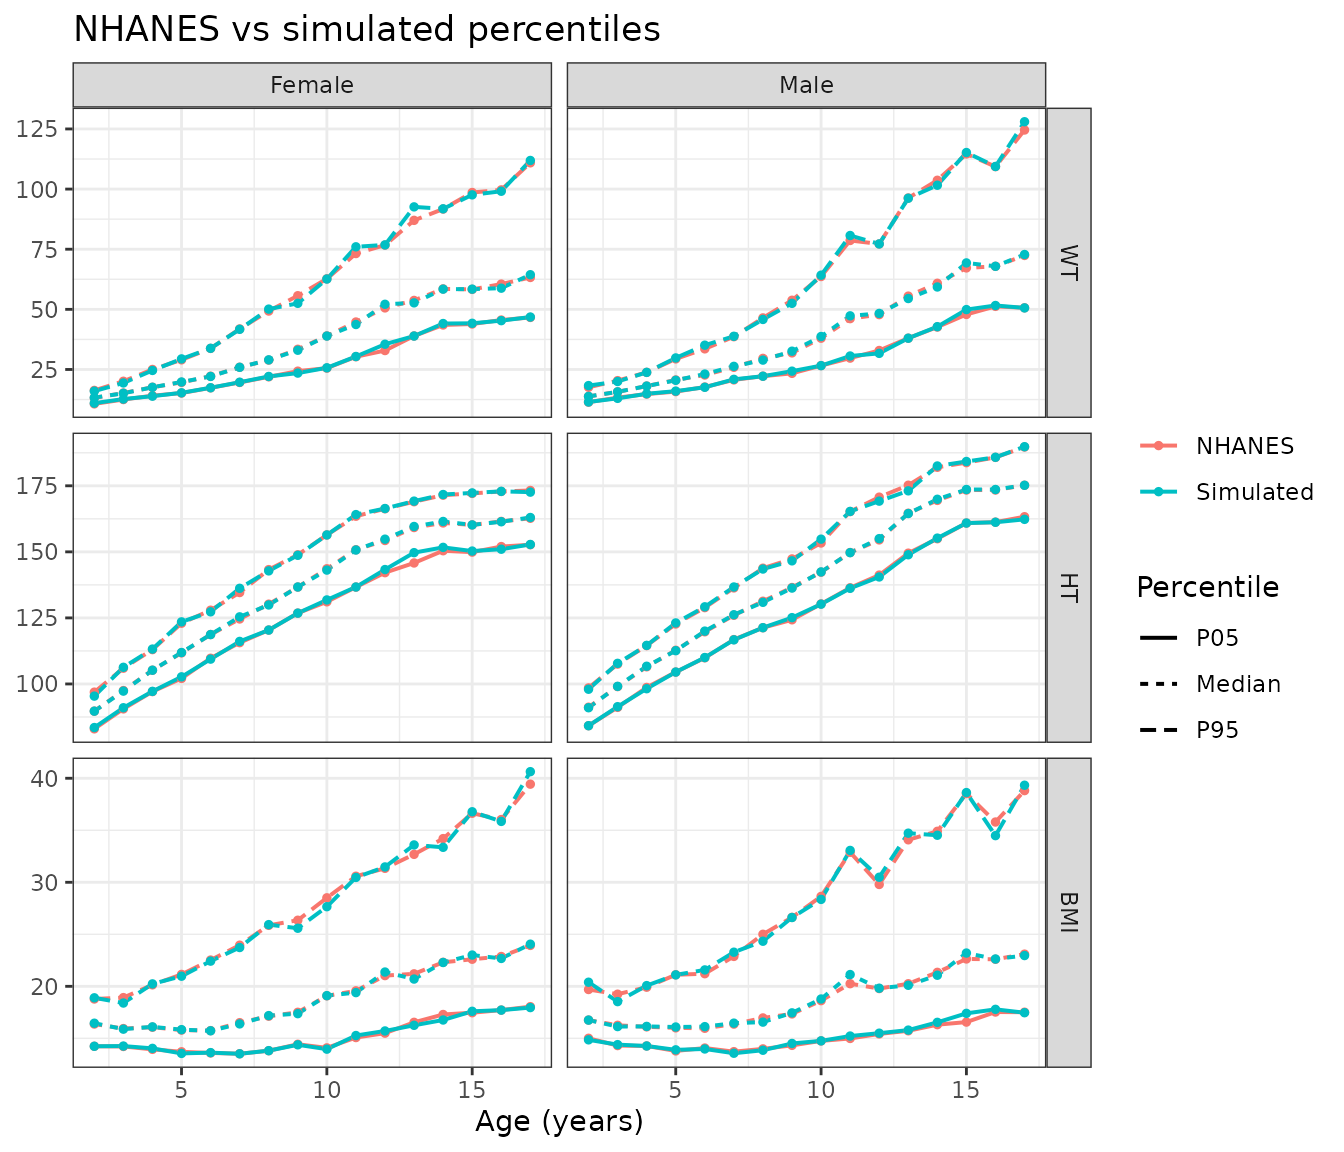 NHANES vs simulated percentiles
Female
Male
125
100
75
50
25
WT
175
150
125
100
HT
40
30
20
BMI
5
10
15
5
10
15
Age (years)
NHANES
Simulated
Percentile
P05
Median
P95